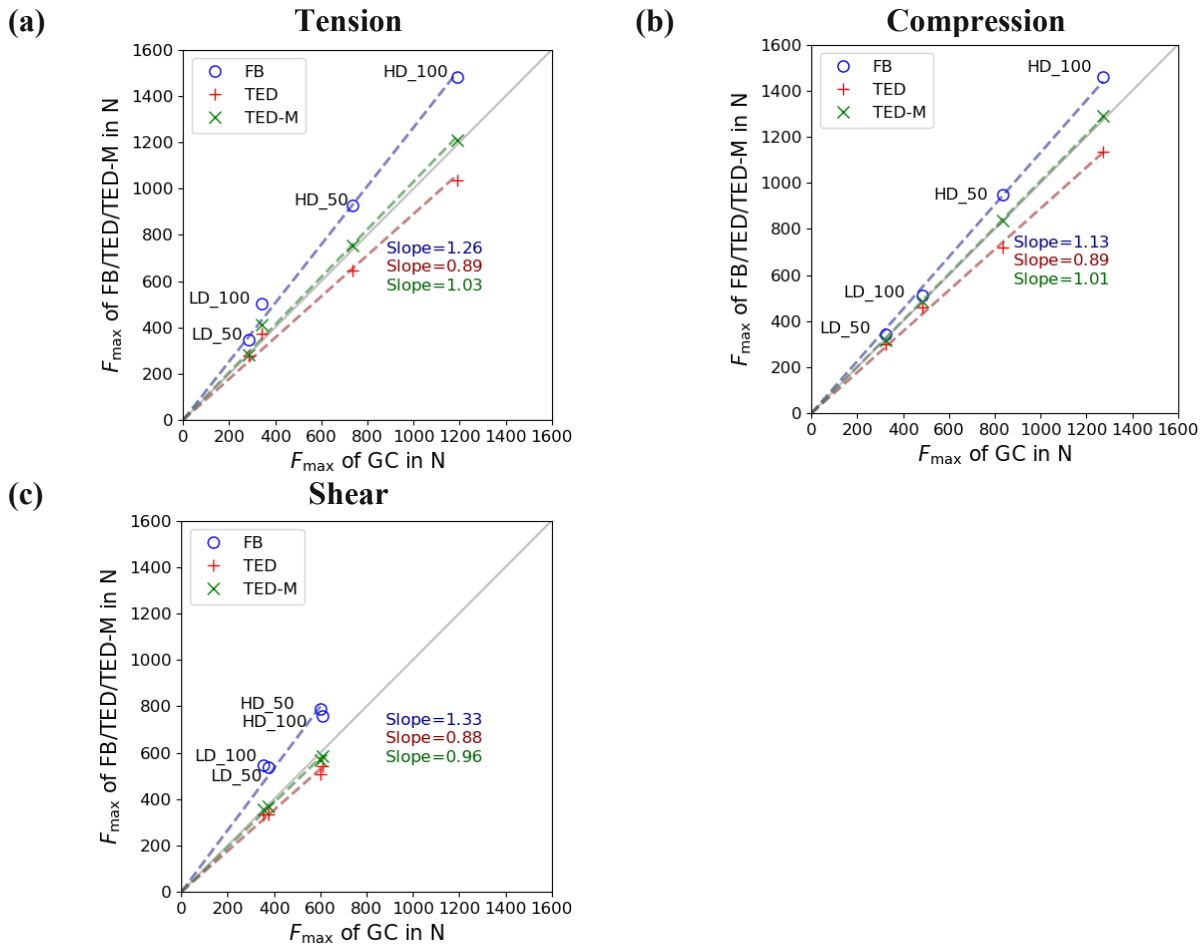 (a)
Tension
1600
1400
1200
1000
800
600
400
200
0
0 200 400 600 800 1000 1200 1400 1600
Fmax of FB/TED/TED-M in N
Fmax of GC in N
FB
TED
TED-M
HD_100
HD_50
LD_100
LD_50
Slope=1.26
Slope=0.89
Slope=1.03
(b)
Compression
1600
1400
1200
1000
800
600
400
200
0
0 200 400 600 800 1000 1200 1400 1600
Fmax of FB/TED/TED-M in N
Fmax of GC in N
FB
TED
TED-M
HD_100
HD_50
LD_100
LD_50
Slope=1.13
Slope=0.89
Slope=1.01
(c)
Shear
1600
1400
1200
1000
800
600
400
200
0
0 200 400 600 800 1000 1200 1400 1600
Fmax of FB/TED/TED-M in N
Fmax of GC in N
FB
TED
TED-M
HD_50
HD_100
LD_100
LD_50
Slope=1.33
Slope=0.88
Slope=0.96